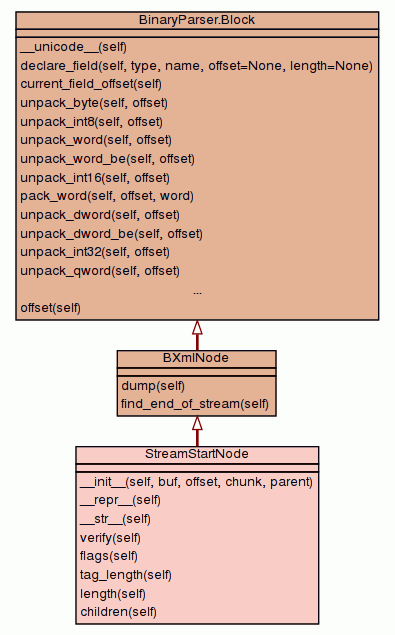 BinaryParser.Block
__unicode__(self)
declare_field(self, type, name, offset=None, length=None)
current_field_offset(self)
unpack_byte(self, offset)
unpack_int8(self, offset)
unpack_word(self, offset)
unpack_word_be(self, offset)
unpack_int16(self, offset)
pack_word(self, offset, word)
unpack_dword(self, offset)
unpack_dword_be(self, offset)
unpack_int32(self, offset)
unpack_qword(self, offset)
...
offset(self)
BXmlNode
dump(self)
find_end_of_stream(self)
StreamStartNode
__init__(self, buf, offset, chunk, parent)
__repr__(self)
__str__(self)
verify(self)
flags(self)
tag_length(self)
length(self)
children(self)